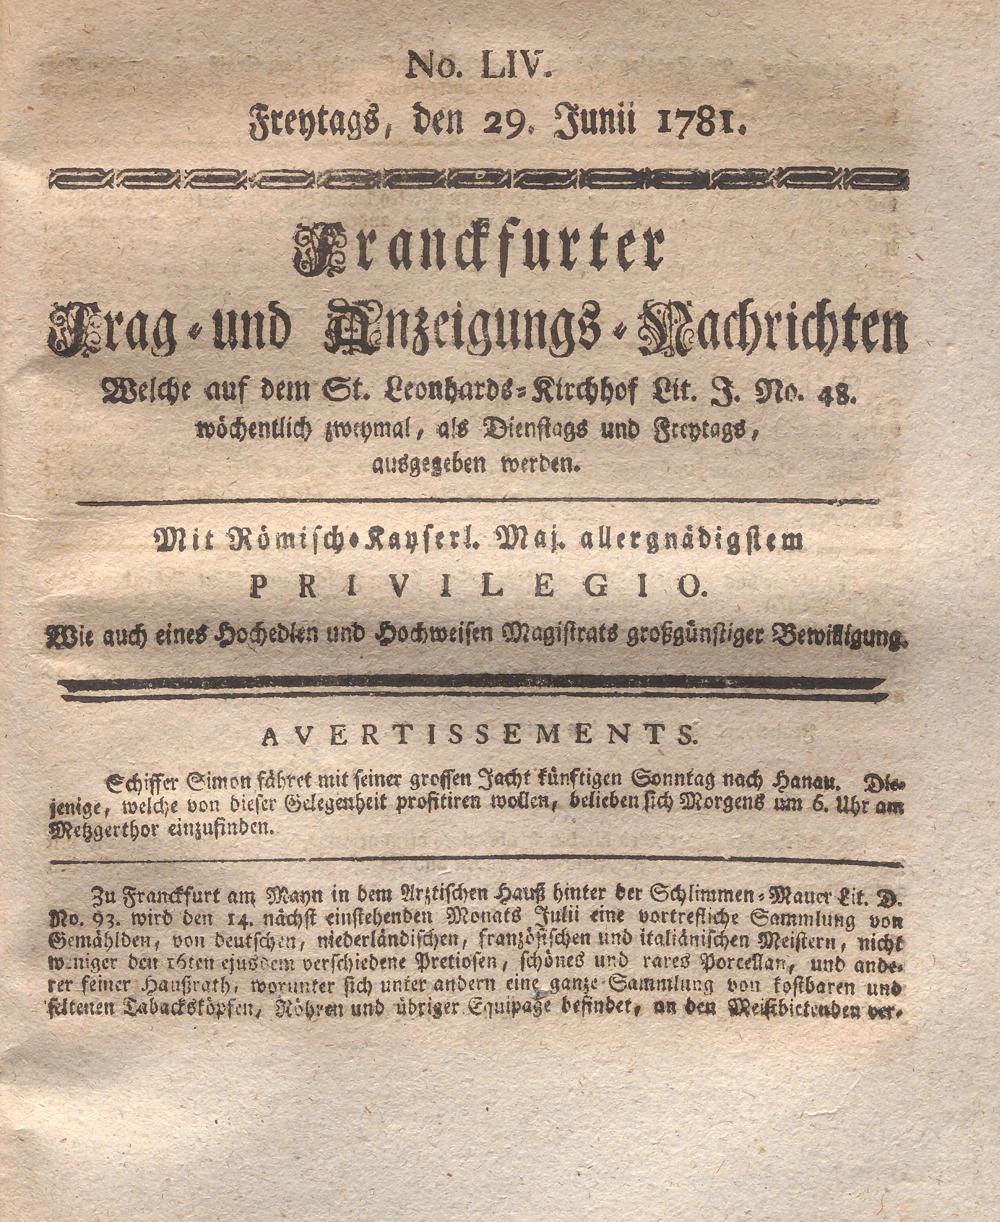 No. LIV.
Freytags, den 29. Junii 1781.
Franckfurter
Frag-und Anzeigungs-Nachrichten
Welche auf dem St. Leonhards-Kirchhof Lit. J. No. 48.
wöchentlich zweymal, als Dienstags und Freytags,
ausgegeben werden.
Mit Römisch-Kayserl. Maj. allergnädigstem
PRIVILEGIO.
Wie auch eines Hochedlen und Hochweisen Magistrats großgünstiger Bewilligung.
AVERTISSEMENTS.
Schiffer Simon fähret mit seiner grossen Jacht künftigen Sonntag nach Hanau. Die-
jenige, welche von dieser Gelegenheit profitiren wollen, belieben sich Morgens um 6. Uhr am
Metzgerthor einzufinden.
Zu Franckfurt am Mayn in dem Arztischen Hauß hinter der Schlimmen-Mauer Lit. D.
No. 93. wird den 14. nächst einstehenden Monats Julii eine vortrefliche Sammlung von
Gemählden, von deutschen, niederländischen, französischen und italiänischen Meistern, nicht
weniger den 16ten ejusdem verschiedene Pretiosen, schönes und rares Porcellan, und ande-
rer feiner Haußrath, worunter sich unter andern eine ganze Sammlung von kostbaren und
seltenen Tabacksköpfen, Röhren und übriger Equipage befindet, an den Meistbietenden ver-